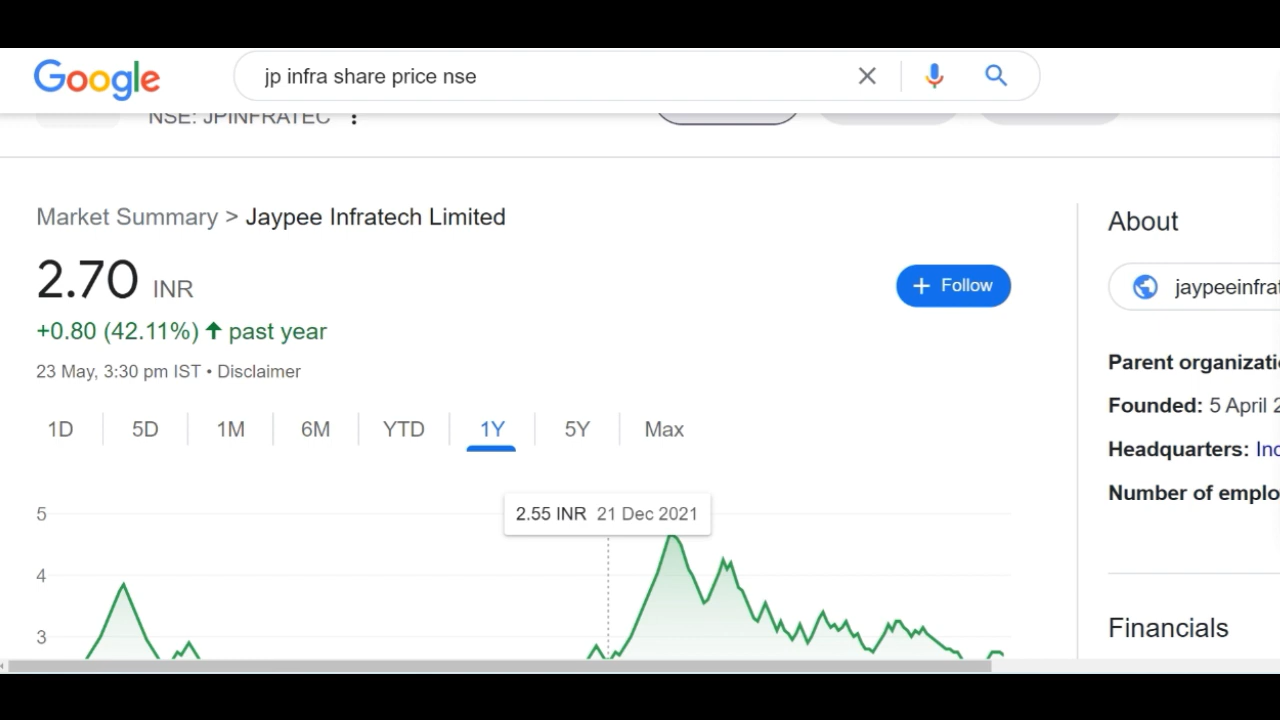 Google
jp infra share price nse
NSE: JPINFRATEC
Market Summary > Jaypee Infratech Limited
2.70 INR
+ Follow
+0.80 (42.11%) past year
23 May, 3:30 pm IST • Disclaimer
1D 5D 1M 6M YTD 1Y 5Y Max
2.55 INR 21 Dec 2021
5
4
3
About
jaypeeinfrat
Parent organizati
Founded: 5 April 2
Headquarters: Ind
Number of emplo
Financials